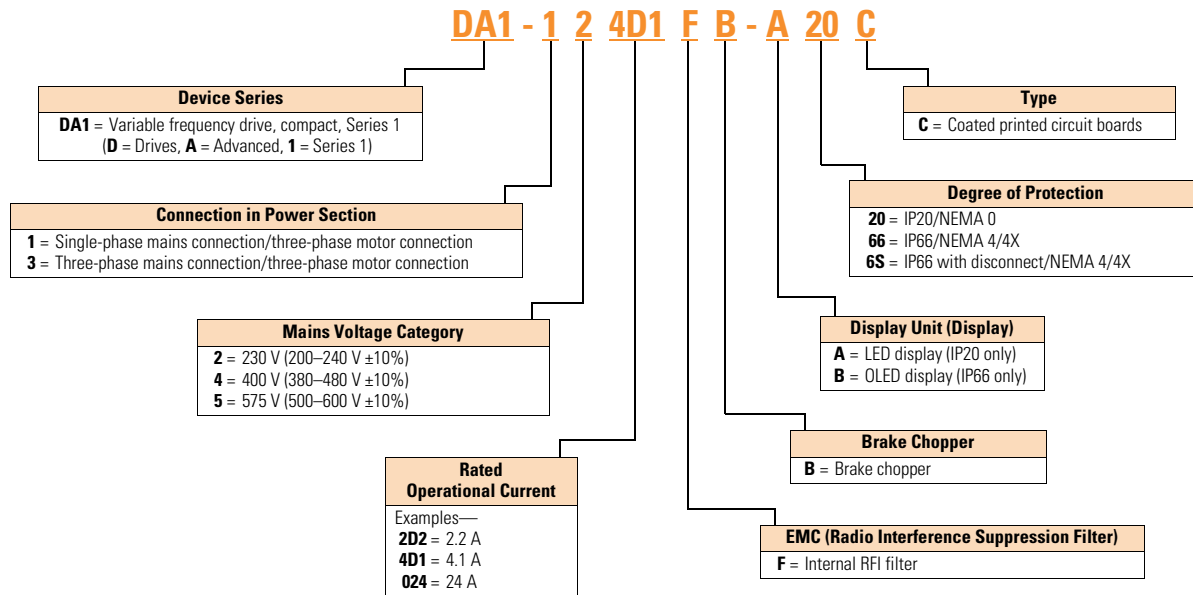 DA1 - 1 2 4D1 F B - A 20 C
Device Series
DA1 = Variable frequency drive, compact, Series 1
(D = Drives, A = Advanced, 1 = Series 1)
Type
C = Coated printed circuit boards
Connection in Power Section
1 = Single-phase mains connection/three-phase motor connection
3 = Three-phase mains connection/three-phase motor connection
Degree of Protection
20 = IP20/NEMA 0
66 = IP66/NEMA 4/4X
6S = IP66 with disconnect/NEMA 4/4X
Mains Voltage Category
2 = 230 V (200–240 V ±10%)
4 = 400 V (380–480 V ±10%)
5 = 575 V (500–600 V ±10%)
Display Unit (Display)
A = LED display (IP20 only)
B = OLED display (IP66 only)
Rated
Operational Current
Examples—
2D2 = 2.2 A
4D1 = 4.1 A
024 = 24 A
Brake Chopper
B = Brake chopper
EMC (Radio Interference Suppression Filter)
F = Internal RFI filter